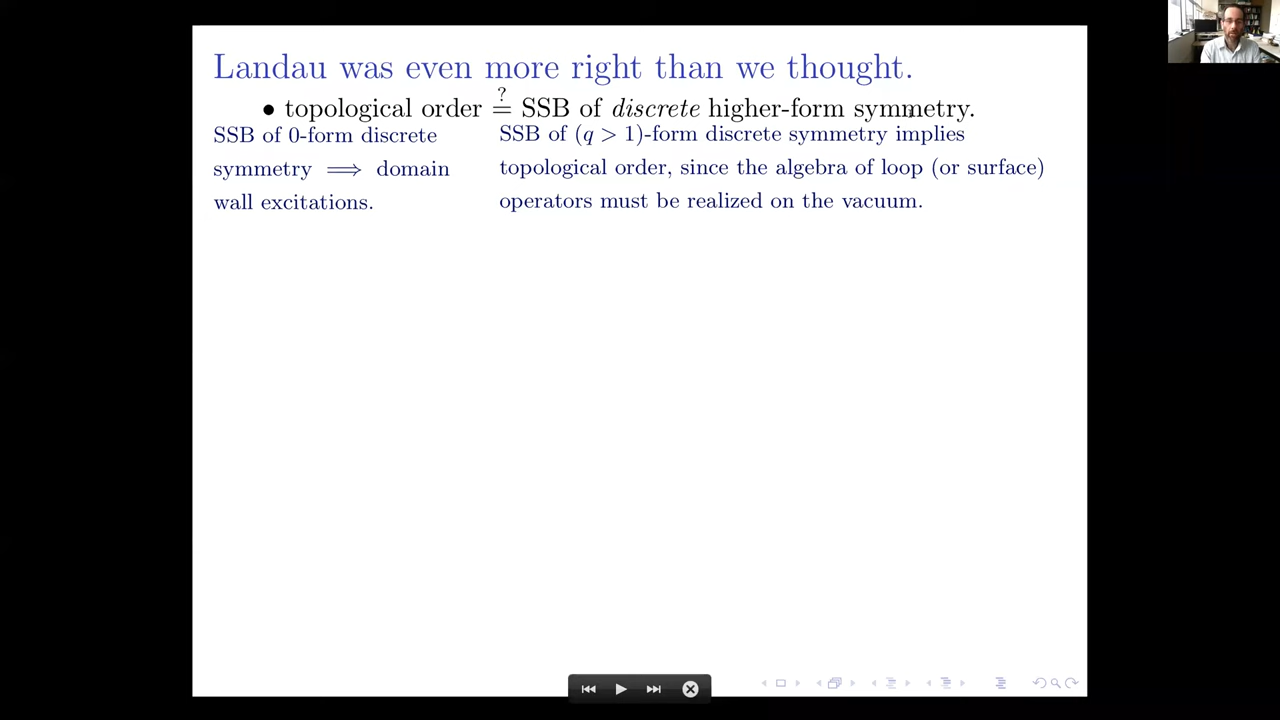 Landau was even more right than we thought.
• topological order ?= SSB of discrete higher-form symmetry.
SSB of 0-form discrete
symmetry ⟹ domain
wall excitations.
SSB of (q > 1)-form discrete symmetry implies
topological order, since the algebra of loop (or surface)
operators must be realized on the vacuum.